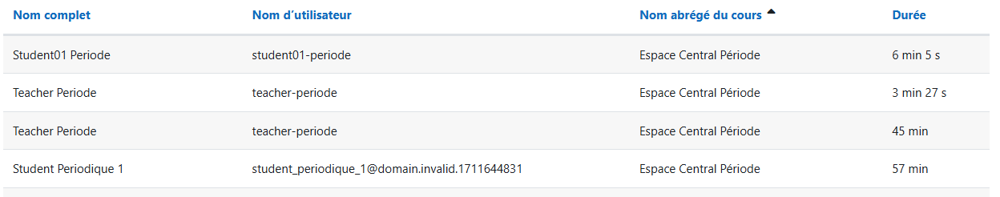 Nom complet Nom d’utilisateur Nom abrégé du cours Durée
Student01 Periode student01-periode Espace Central Période 6 min 5 s
Teacher Periode teacher-periode Espace Central Période 3 min 27 s
Teacher Periode teacher-periode Espace Central Période 45 min
Student Periodique 1 student_periodique_1@domain.invalid.1711644831 Espace Central Période 57 min